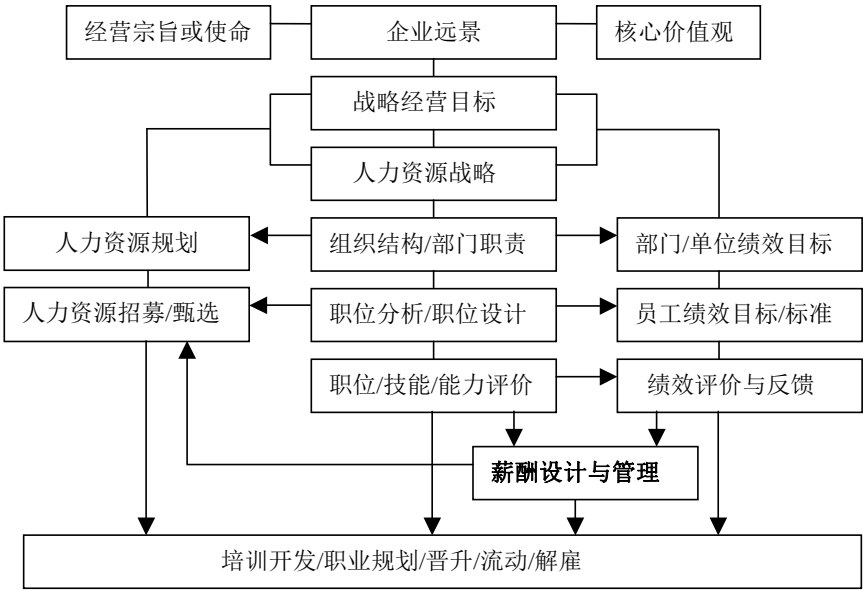 经营宗旨或使命
企业远景
核心价值观
战略经营目标
人力资源战略
人力资源规划
组织结构/部门职责
部门/单位绩效目标
人力资源招募/甄选
职位分析/职位设计
员工绩效目标/标准
职位/技能/能力评价
绩效评价与反馈
薪酬设计与管理
培训开发/职业规划/晋升/流动/解雇